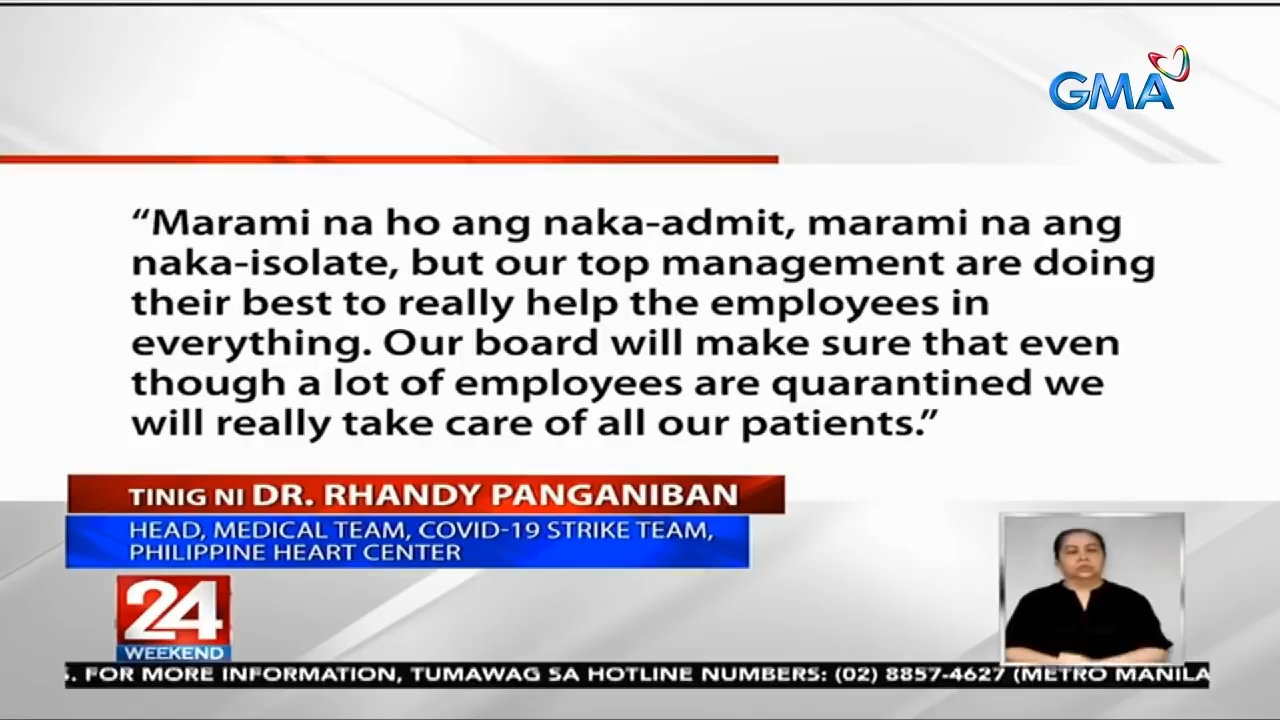 GMA
“Marami na ho ang naka-admit, marami na ang
naka-isolate, but our top management are doing
their best to really help the employees in
everything. Our board will make sure that even
though a lot of employees are quarantined we
will really take care of all our patients.”
TINIG NI DR. RHANDY PANGANIBAN
HEAD, MEDICAL TEAM, COVID-19 STRIKE TEAM,
PHILIPPINE HEART CENTER
24
WEEKEND
. FOR MORE INFORMATION, TUMAWAG SA HOTLINE NUMBERS: (02) 8857-4627 (METRO MANILA